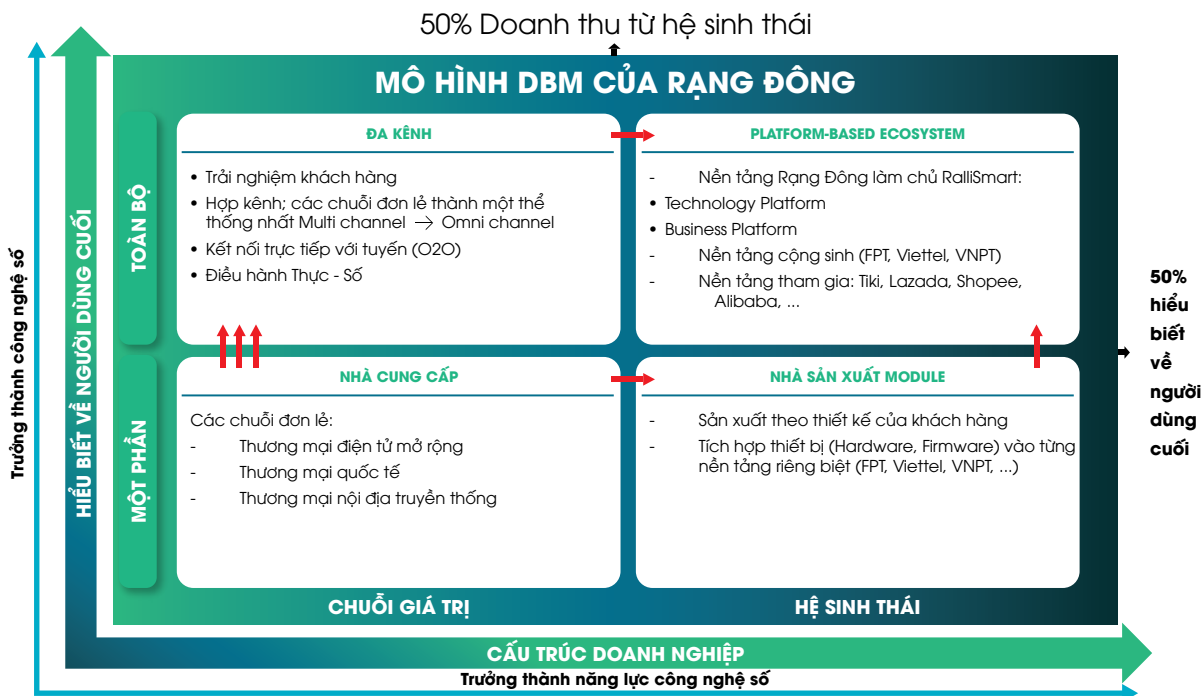 50% Doanh thu từ hệ sinh thái
MÔ HÌNH DBM CỦA RẠNG ĐÔNG
Trưởng thành công nghệ số
HIỂU BIẾT VỀ NGƯỜI DÙNG CUỐI
TOÀN BỘ
ĐA KÊNH
• Trải nghiệm khách hàng
• Hợp kênh; các chuỗi đơn lẻ thành một thể
thống nhất Multi channel → Omni channel
• Kết nối trực tiếp với tuyến (O2O)
• Điều hành Thực - Số
PLATFORM-BASED ECOSYSTEM
- Nền tảng Rạng Đông làm chủ RalliSmart:
• Technology Platform
• Business Platform
- Nền tảng cộng sinh (FPT, Viettel, VNPT)
- Nền tảng tham gia: Tiki, Lazada, Shopee,
Alibaba, ...
50%
hiểu
biết
về
người
dùng
cuối
MỘT PHẦN
NHÀ CUNG CẤP
Các chuỗi đơn lẻ:
- Thương mại điện tử mở rộng
- Thương mại quốc tế
- Thương mại nội địa truyền thống
NHÀ SẢN XUẤT MODULE
- Sản xuất theo thiết kế của khách hàng
- Tích hợp thiết bị (Hardware, Firmware) vào từng
nền tảng riêng biệt (FPT, Viettel, VNPT, ...)
CHUỖI GIÁ TRỊ
HỆ SINH THÁI
CẤU TRÚC DOANH NGHIỆP
Trưởng thành năng lực công nghệ số